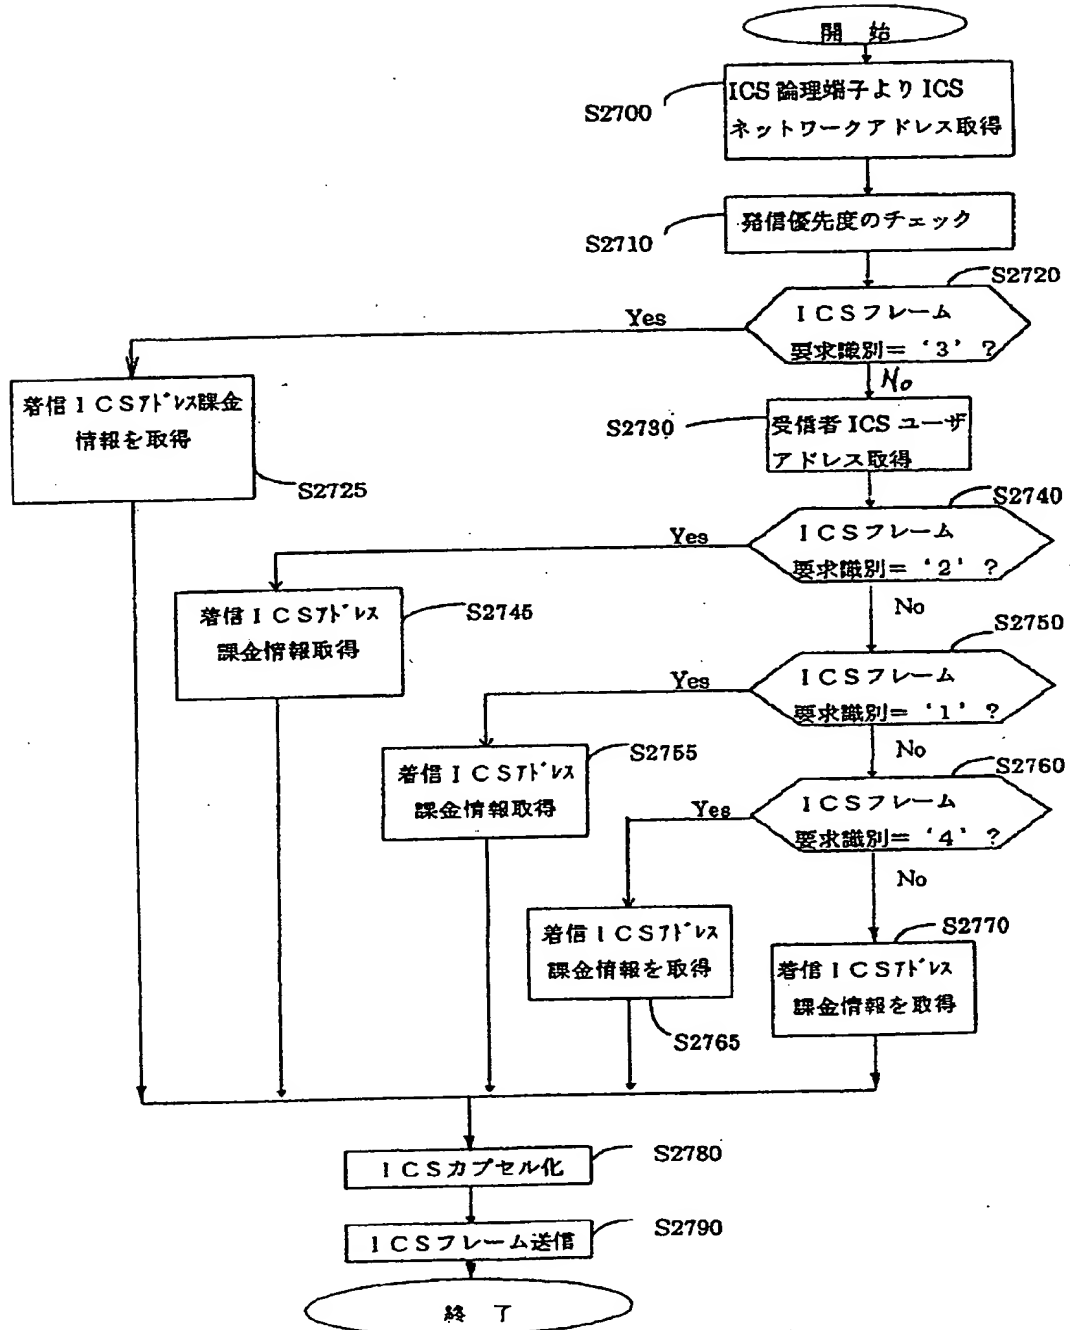 開 始
ICS論理端子よりICS
ネットワークアドレス取得
S2700
発信優先度のチェック
S2710
S2720
ICSフレーム
要求識別=‘3’?
Yes
No
着信ICSアドレス課金
情報を取得
S2725
S2730
受信者ICSユーザ
アドレス取得
S2740
ICSフレーム
要求識別=‘2’?
Yes
No
着信ICSアドレス
課金情報取得
S2745
S2750
ICSフレーム
要求識別=‘1’?
Yes
No
着信ICSアドレス
課金情報取得
S2755
S2760
ICSフレーム
要求識別=‘4’?
Yes
No
着信ICSアドレス
課金情報を取得
S2765
S2770
着信ICSアドレス
課金情報を取得
ICSカプセル化
S2780
ICSフレーム送信
S2790
終 了